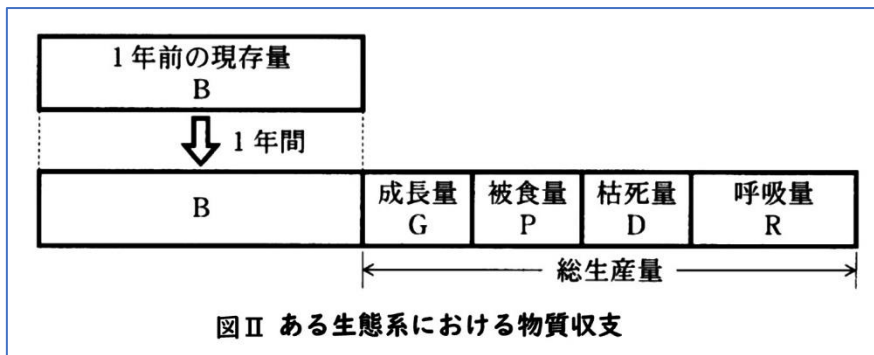 1年前の現存量
B
1年間
B
成長量
G
被食量
P
枯死量
D
呼吸量
R
総生産量
図Ⅱ ある生態系における物質収支